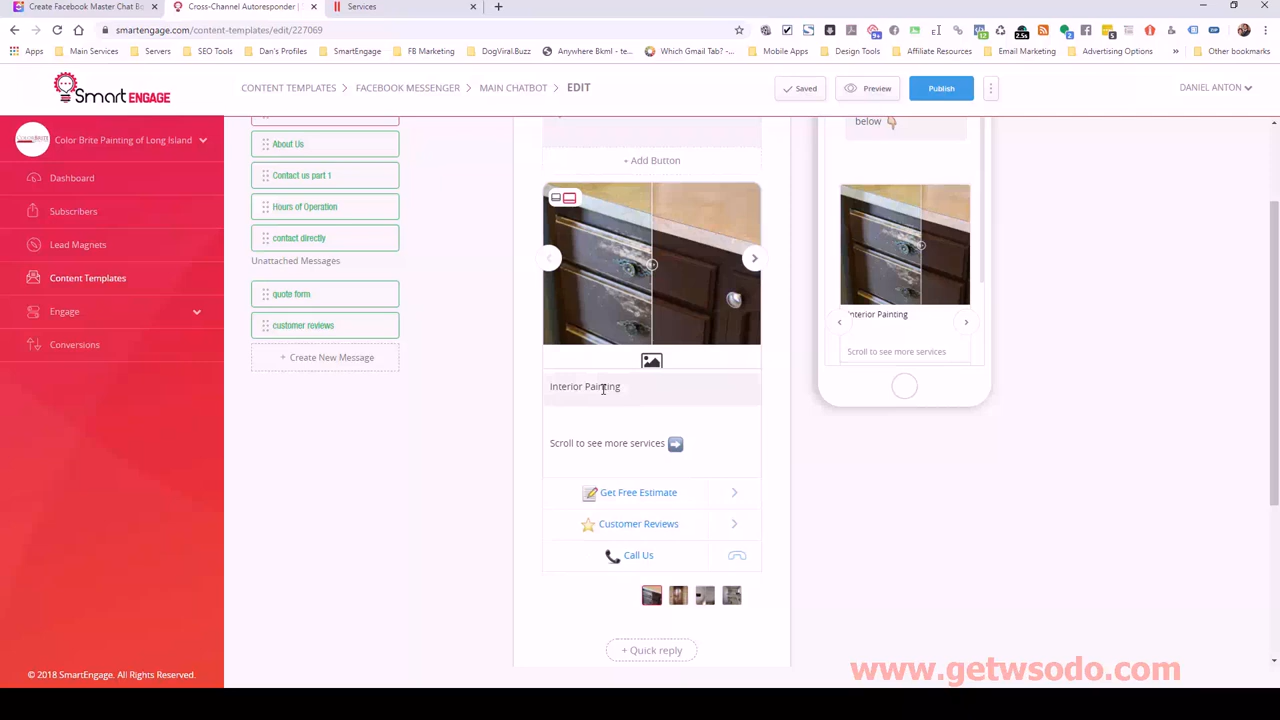 Create Facebook Master Chat Bo
Cross-Channel Autoresponder |
Services
smartengage.com/content-templates/edit/227069
Apps
Main Services
Servers
SEO Tools
Dan's Profiles
SmartEngage
FB Marketing
DogViral.Buzz
Anywhere Bkml - te...
Which Gmail Tab? -...
Mobile Apps
Design Tools
Affiliate Resources
Email Marketing
Advertising Options
Other bookmarks
Smart ENGAGE
CONTENT TEMPLATES
FACEBOOK MESSENGER
MAIN CHATBOT
EDIT
Saved
Preview
Publish
DANIEL ANTON
Color Brite Painting of Long Island
Dashboard
Subscribers
Lead Magnets
Content Templates
Engage
Conversions
© 2018 SmartEngage. All Rights Reserved.
About Us
Contact us part 1
Hours of Operation
contact directly
Unattached Messages
quote form
customer reviews
+ Create New Message
+ Add Button
Interior Painting
Scroll to see more services
Get Free Estimate
Customer Reviews
Call Us
+ Quick reply
below
Interior Painting
Scroll to see more services
www.getwsodo.com